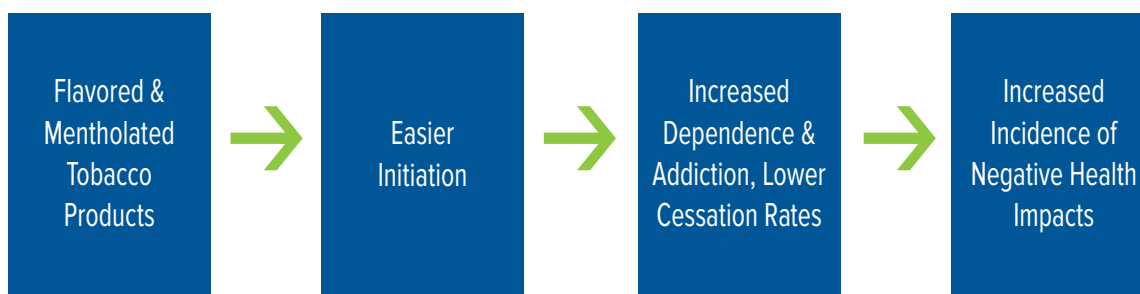 Flavored &
Mentholated
Tobacco
Products
Easier
Initiation
Increased
Dependence &
Addiction, Lower
Cessation Rates
Increased
Incidence of
Negative Health
Impacts